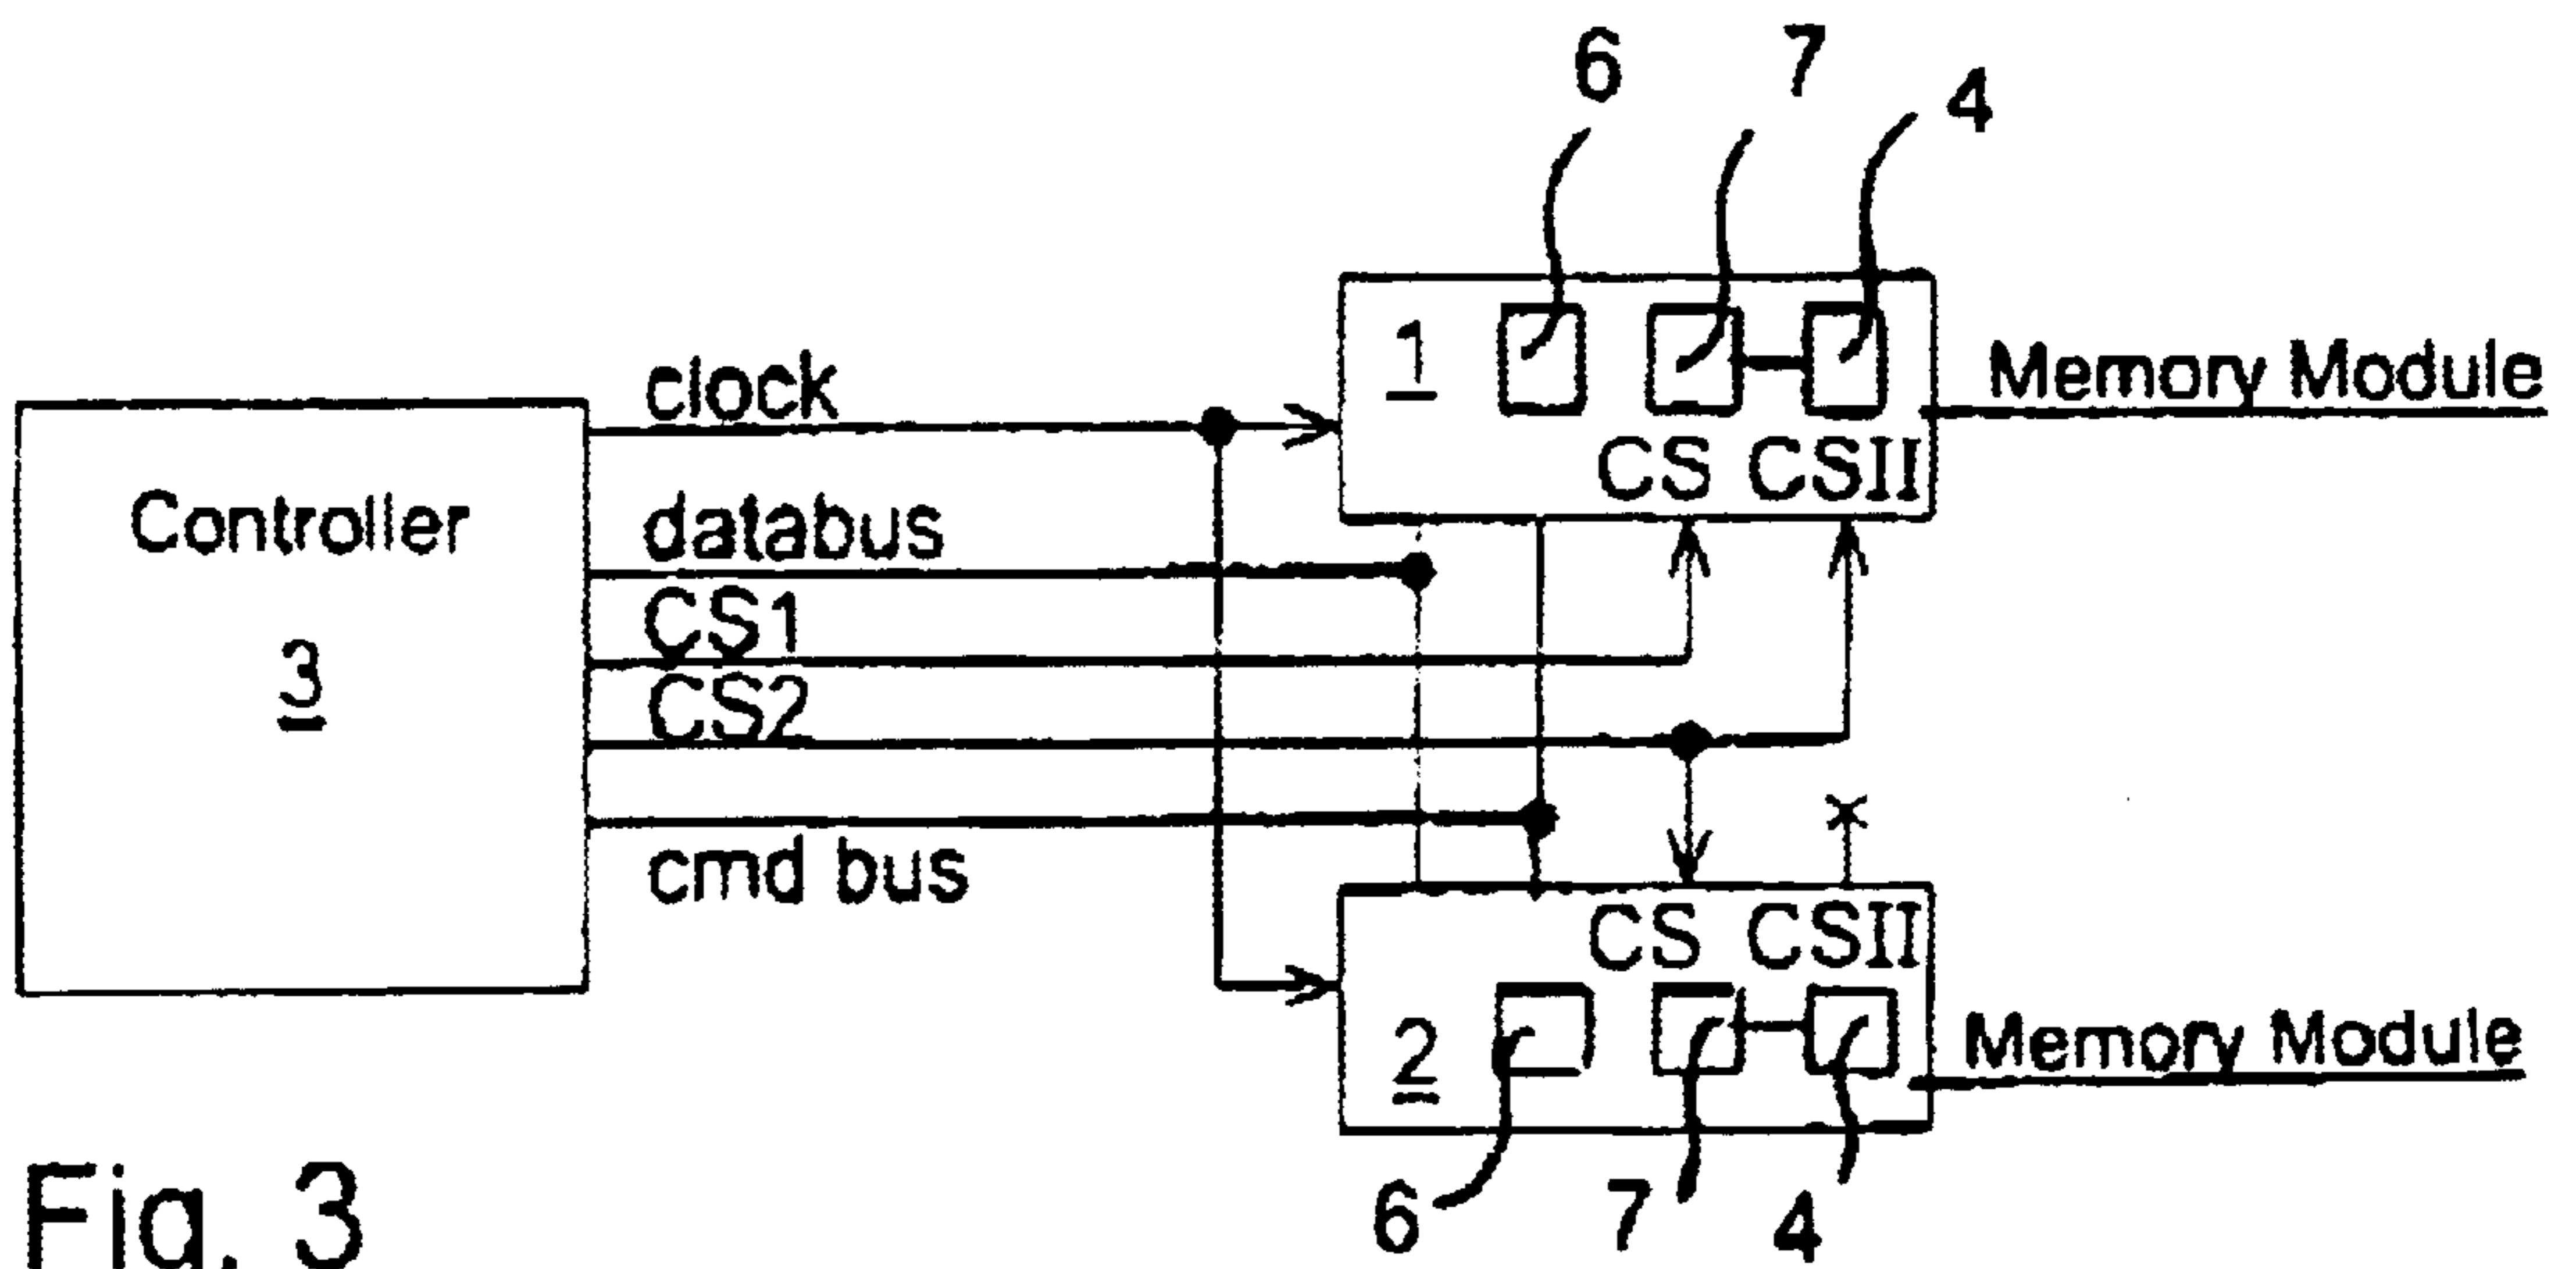 6 7 4
1
Memory Module
clock
CS CSII
Controller
databus
3
CS1
CS2
cmd bus
CS CSII
2
Memory Module
6 7 4
Fig. 3